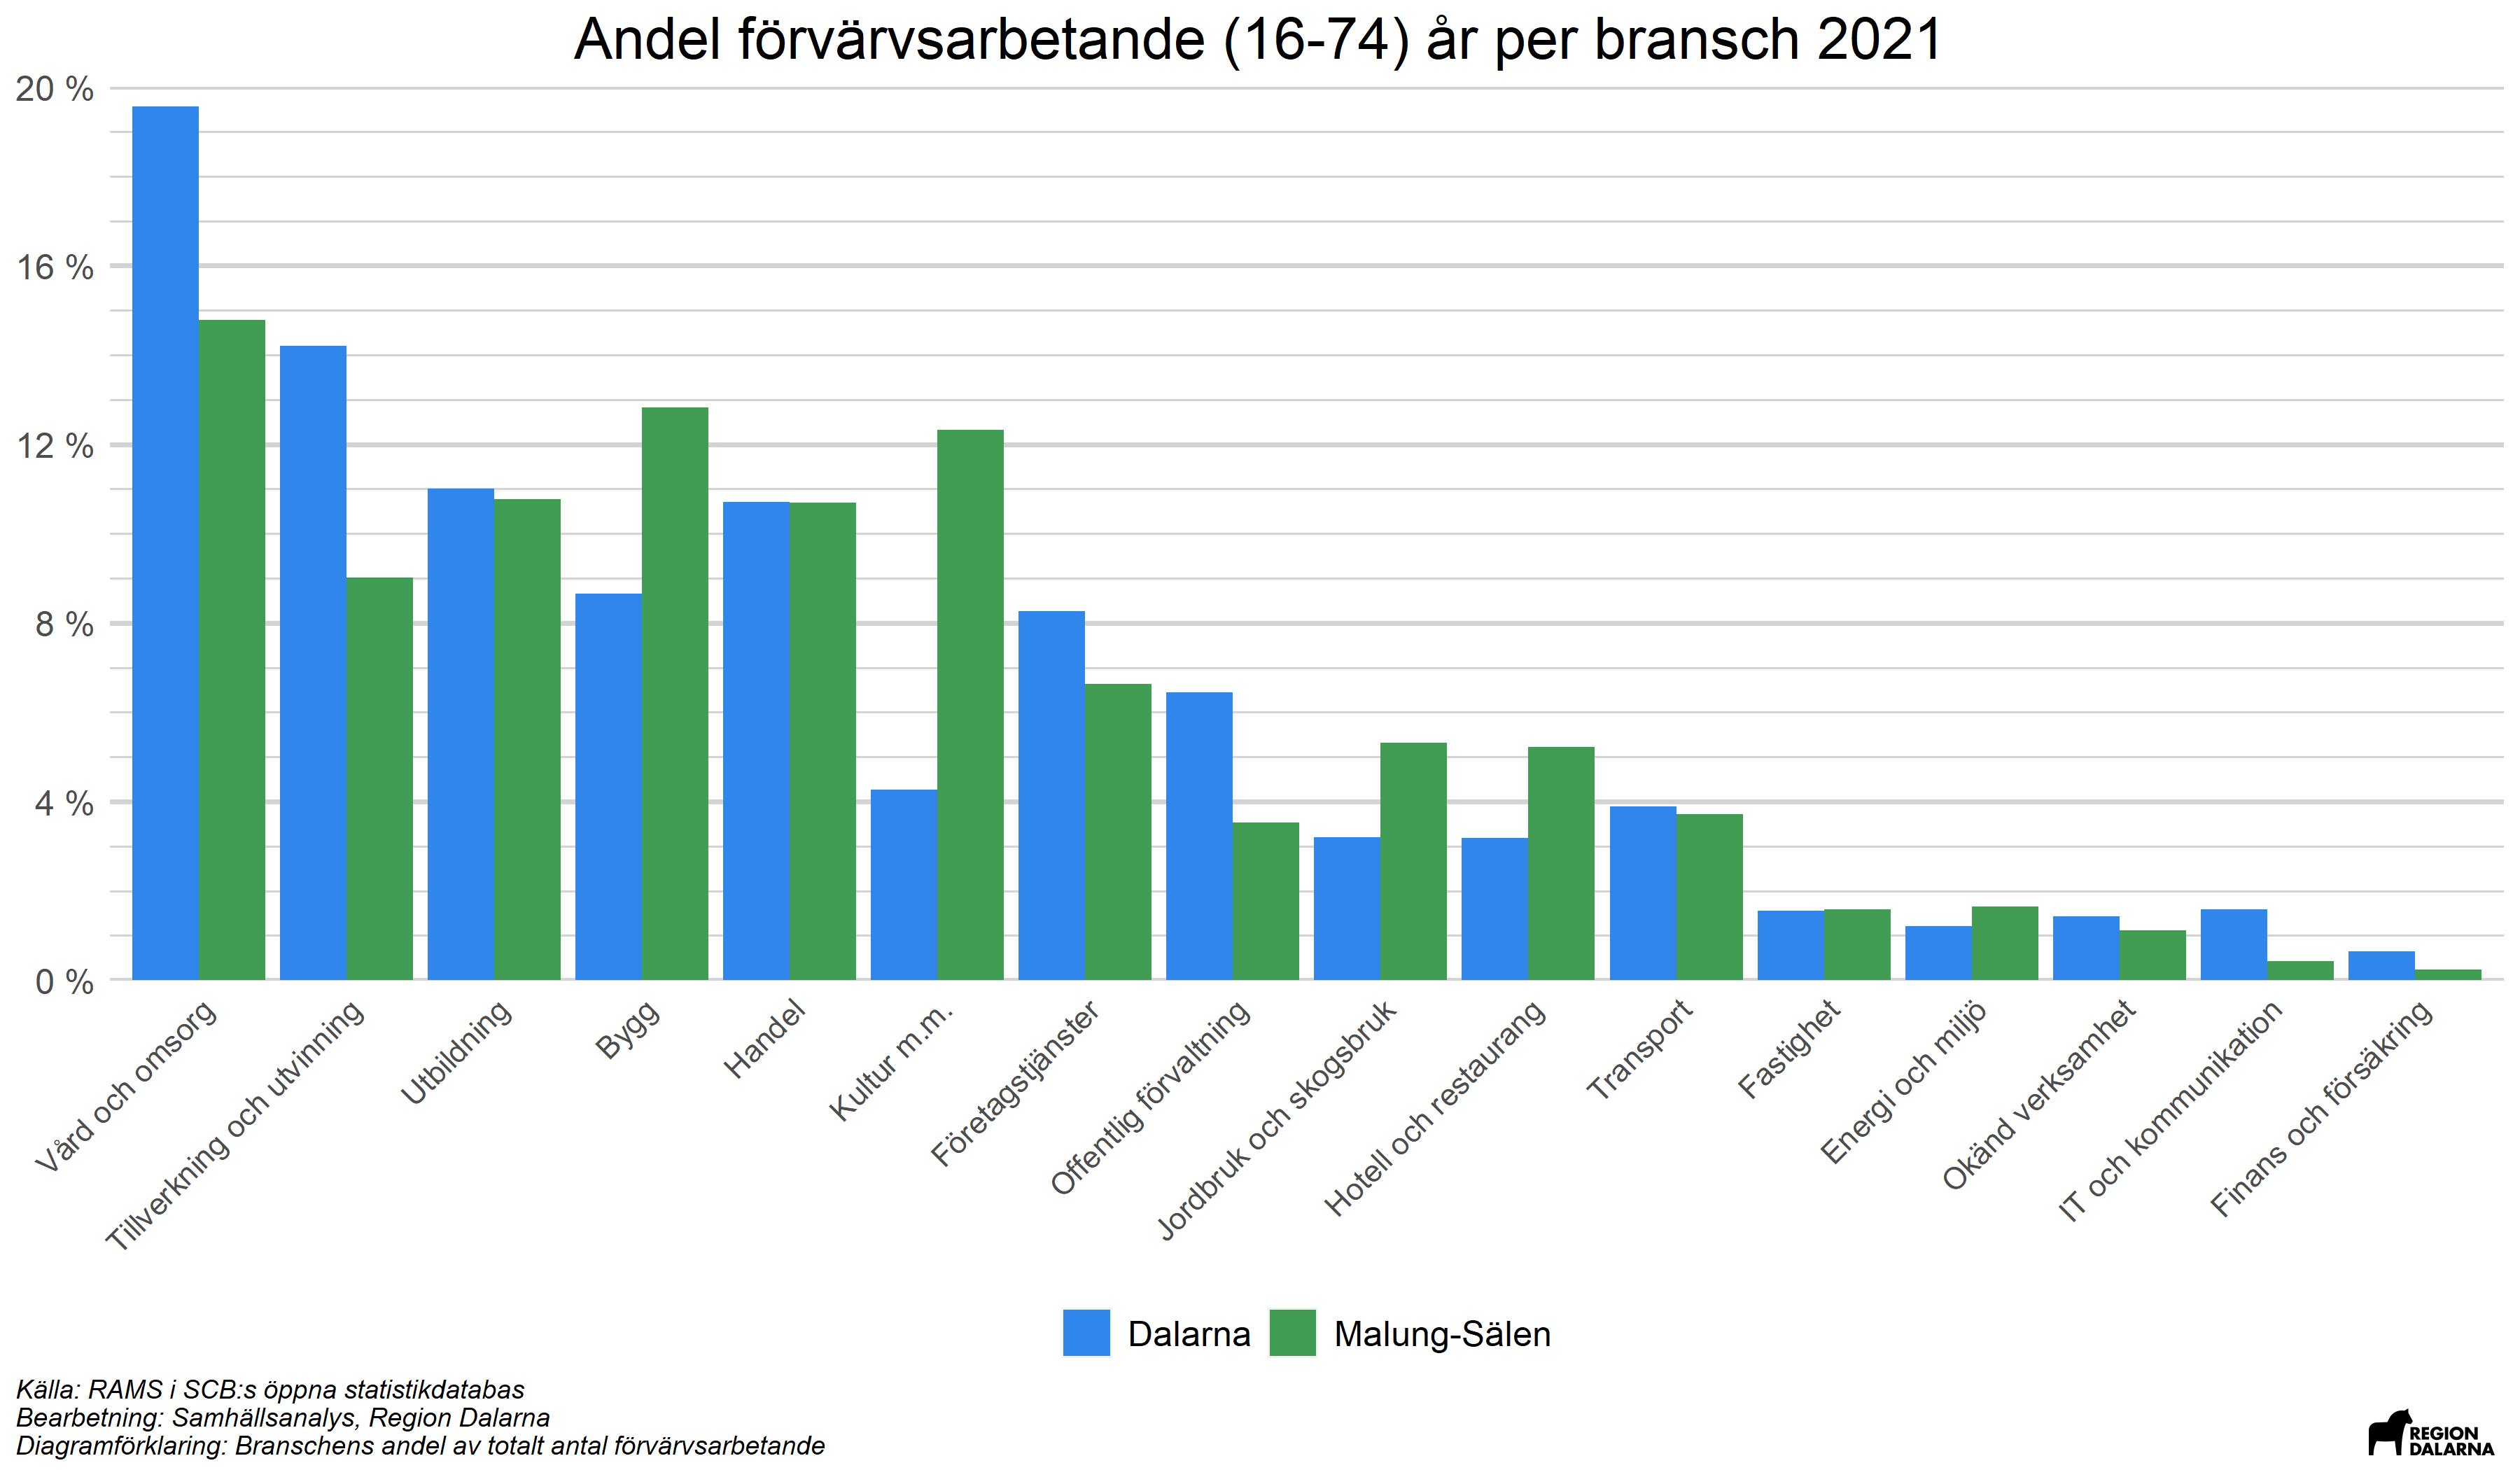 Andel förvärvsarbetande (16-74) år per bransch 2021
20 %
16 %
12 %
8 %
4 %
0 %
Vård och omsorg
Tillverkning och utvinning
Utbildning
Bygg
Handel
Kultur m.m.
Företagstjänster
Offentlig förvaltning
Jordbruk och skogsbruk
Hotell och restaurang
Transport
Fastighet
Energi och miljö
Okänd verksamhet
IT och kommunikation
Finans och försäkring
Dalarna
Malung-Sälen
Källa: RAMS i SCB:s öppna statistikdatabas
Bearbetning: Samhällsanalys, Region Dalarna
Diagramförklaring: Branschens andel av totalt antal förvärvsarbetande
REGION
DALARNA